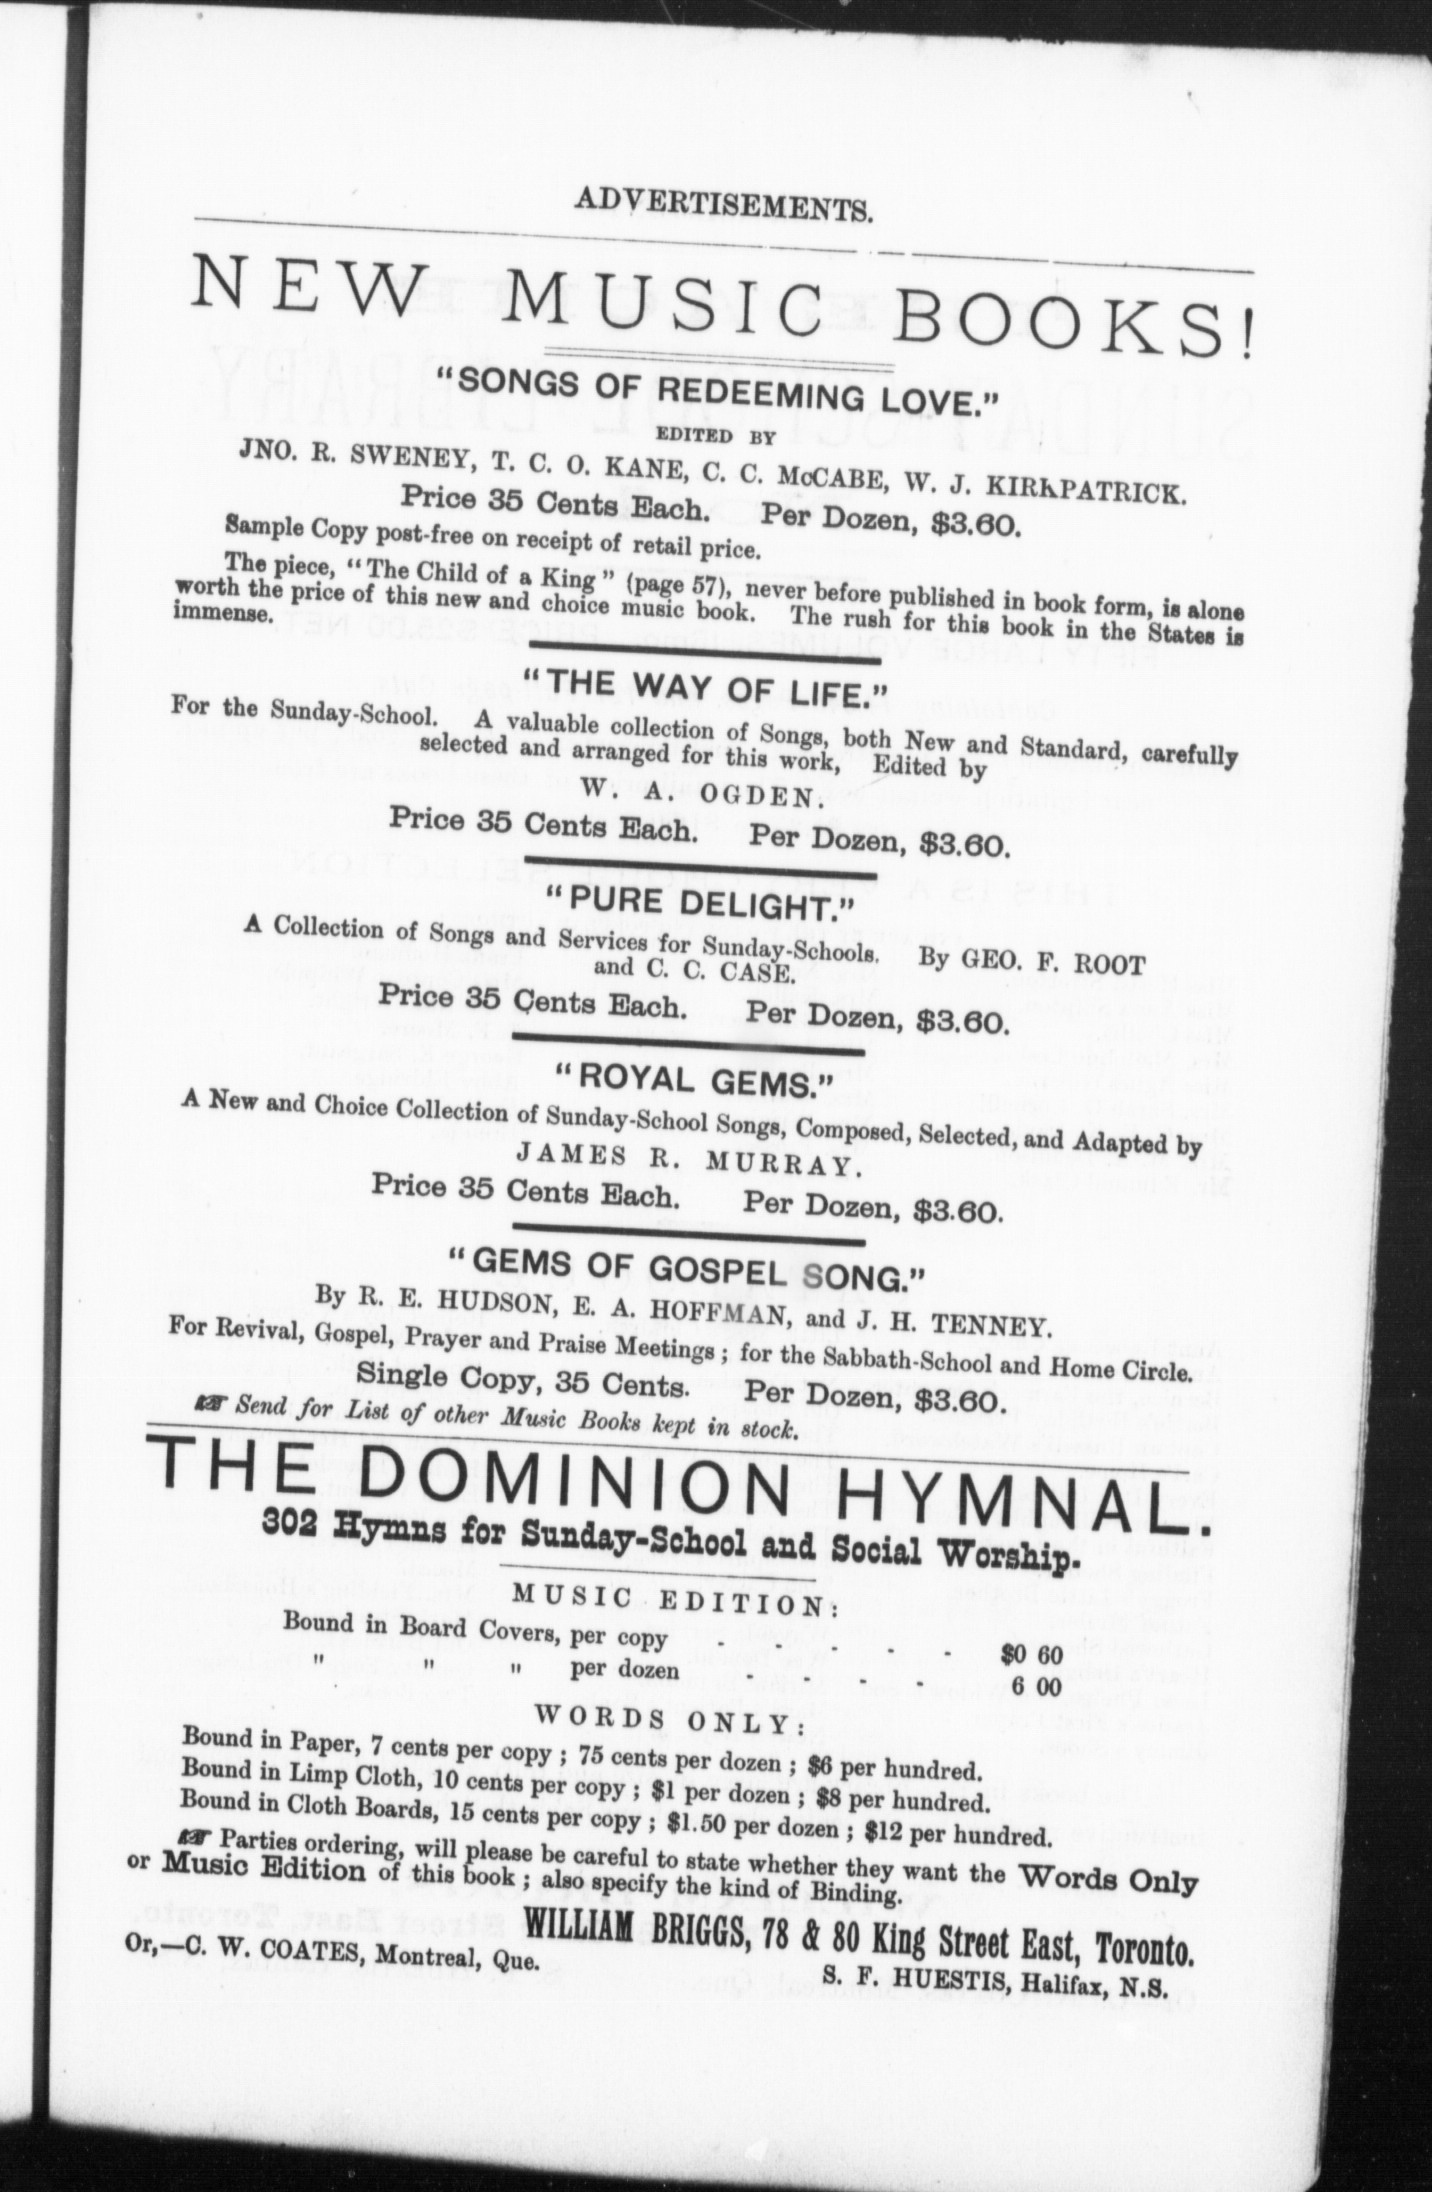 ADVERTISEMENTS.
NEW MUSIC BOOKS!
“SONGS OF REDEEMING LOVE.”
EDITED BY
JNO. R. SWENEY, T. C. O. KANE, C. C. McCABE, W. J. KIRKPATRICK.
Price 35 Cents Each. Per Dozen, $3.60.
Sample Copy post-free on receipt of retail price.
The piece, “The Child of a King” (page 57), never before published in book form, is alone
worth the price of this new and choice music book. The rush for this book in the States is
immense.
“THE WAY OF LIFE.”
For the Sunday-School. A valuable collection of Songs, both New and Standard, carefully
selected and arranged for this work, Edited by
W. A. OGDEN.
Price 35 Cents Each. Per Dozen, $3.60.
“PURE DELIGHT.”
A Collection of Songs and Services for Sunday-Schools. By GEO. F. ROOT
and C. C. CASE.
Price 35 Cents Each. Per Dozen, $3.60.
“ROYAL GEMS.”
A New and Choice Collection of Sunday-School Songs, Composed, Selected, and Adapted by
JAMES R. MURRAY.
Price 35 Cents Each. Per Dozen, $3.60.
“GEMS OF GOSPEL SONG.”
By R. E. HUDSON, E. A. HOFFMAN, and J. H. TENNEY.
For Revival, Gospel, Prayer and Praise Meetings; for the Sabbath-School and Home Circle.
Single Copy, 35 Cents. Per Dozen, $3.60.
☞ Send for List of other Music Books kept in stock.
THE DOMINION HYMNAL.
302 Hymns for Sunday-School and Social Worship.
MUSIC EDITION:
Bound in Board Covers, per copy - - - - - $0 60
" " " per dozen - - - - 6 00
WORDS ONLY:
Bound in Paper, 7 cents per copy; 75 cents per dozen; $6 per hundred.
Bound in Limp Cloth, 10 cents per copy; $1 per dozen; $8 per hundred.
Bound in Cloth Boards, 15 cents per copy; $1.50 per dozen; $12 per hundred.
☞ Parties ordering, will please be careful to state whether they want the Words Only
or Music Edition of this book; also specify the kind of Binding.
WILLIAM BRIGGS, 78 & 80 King Street East, Toronto.
Or,—C. W. COATES, Montreal, Que.
S. F. HUESTIS, Halifax, N.S.